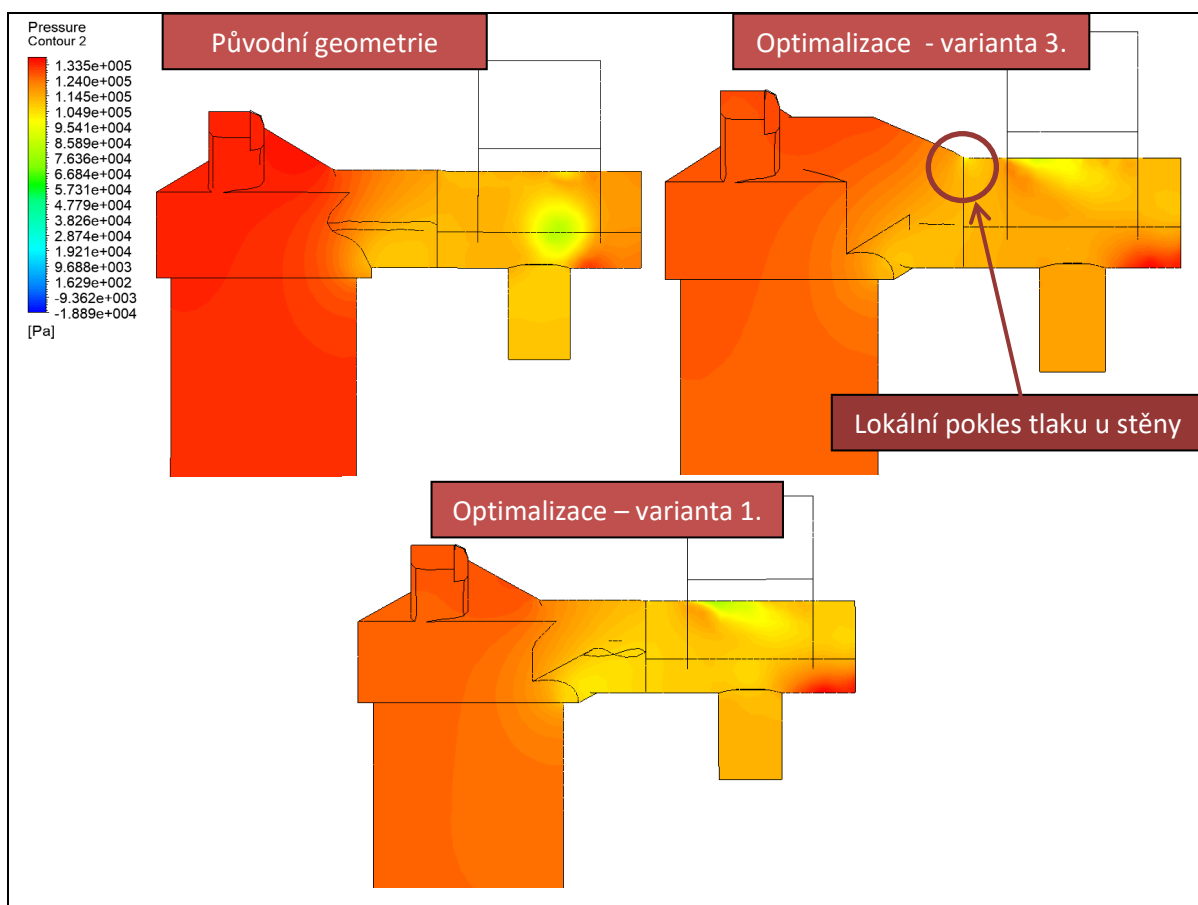 Pressure
Contour 2
1.335e+005
1.240e+005
1.145e+005
1.049e+005
9.541e+004
8.589e+004
7.636e+004
6.684e+004
5.731e+004
4.779e+004
3.826e+004
2.874e+004
1.921e+004
9.688e+003
1.629e+002
-9.362e+003
-1.889e+004
[Pa]
Původní geometrie
Optimalizace - varianta 3.
Lokální pokles tlaku u stěny
Optimalizace – varianta 1.